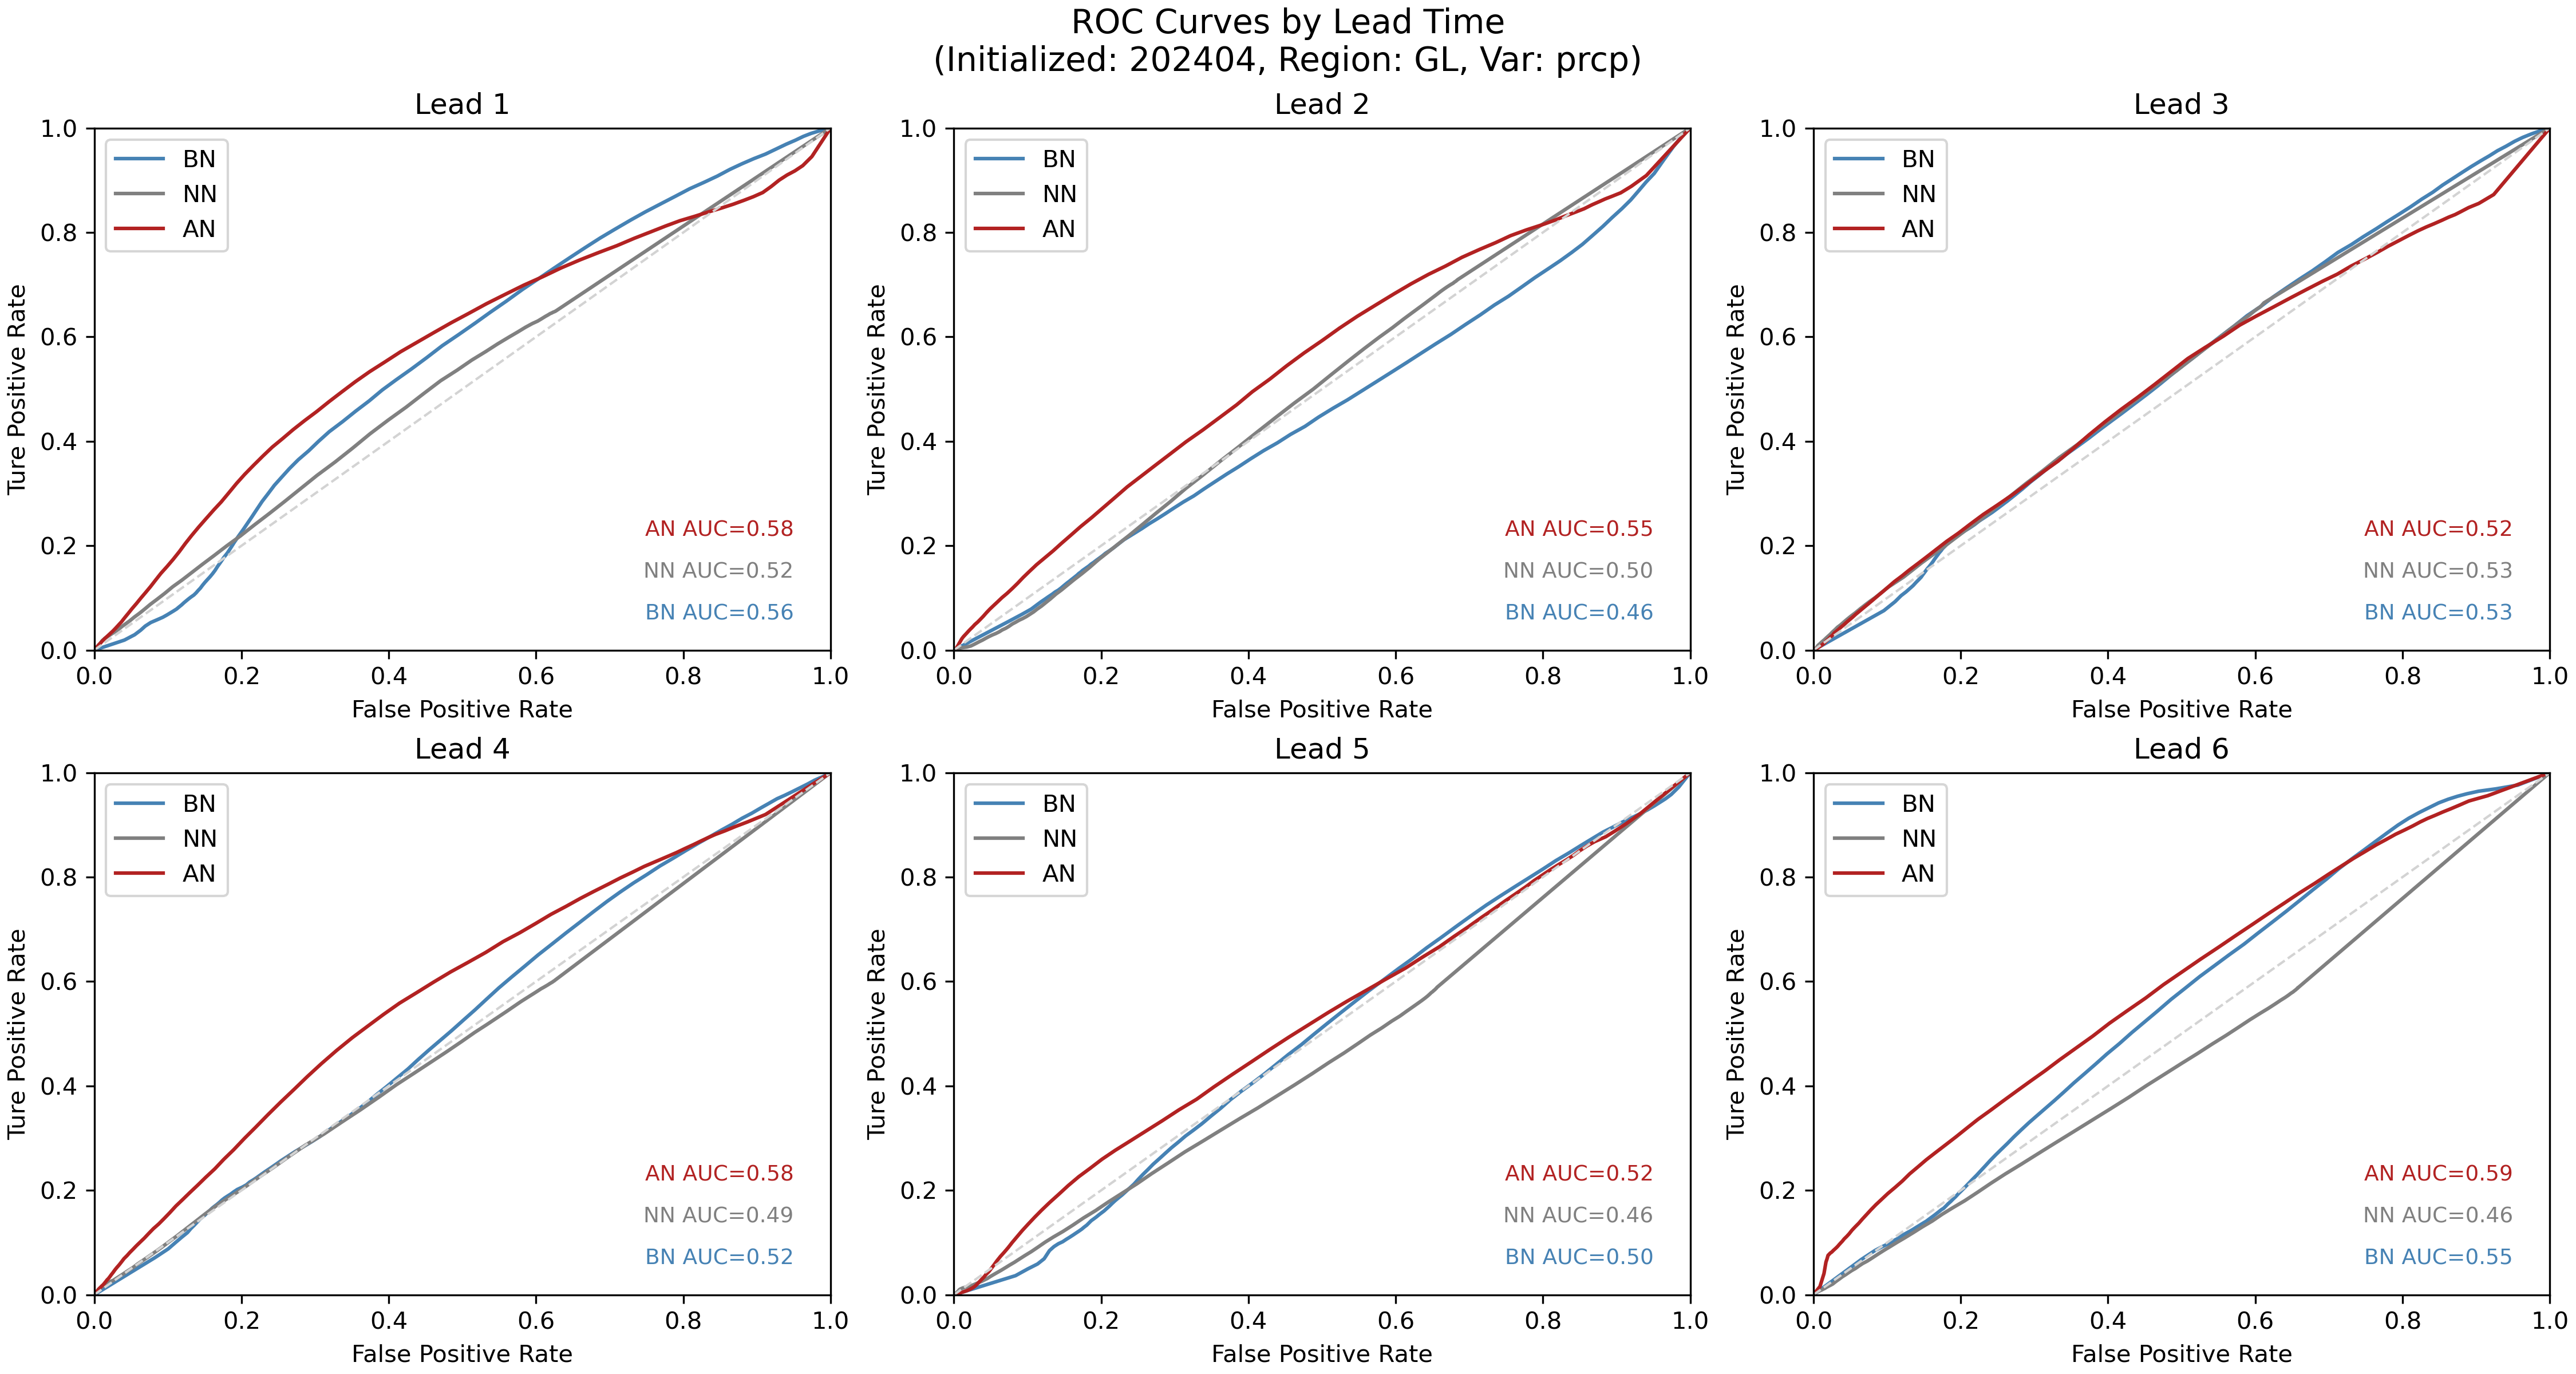 ROC Curves by Lead Time
(Initialized: 202404, Region: GL, Var: prcp)
Lead 1
1.0
0.8
0.6
0.4
0.2
0.0
Ture Positive Rate
BN
NN
AN
AN AUC=0.58
NN AUC=0.52
BN AUC=0.56
0.0 0.2 0.4 0.6 0.8 1.0
False Positive Rate
Lead 2
1.0
0.8
0.6
0.4
0.2
0.0
Ture Positive Rate
BN
NN
AN
AN AUC=0.55
NN AUC=0.50
BN AUC=0.46
0.0 0.2 0.4 0.6 0.8 1.0
False Positive Rate
Lead 3
1.0
0.8
0.6
0.4
0.2
0.0
Ture Positive Rate
BN
NN
AN
AN AUC=0.52
NN AUC=0.53
BN AUC=0.53
0.0 0.2 0.4 0.6 0.8 1.0
False Positive Rate
Lead 4
1.0
0.8
0.6
0.4
0.2
0.0
Ture Positive Rate
BN
NN
AN
AN AUC=0.58
NN AUC=0.49
BN AUC=0.52
0.0 0.2 0.4 0.6 0.8 1.0
False Positive Rate
Lead 5
1.0
0.8
0.6
0.4
0.2
0.0
Ture Positive Rate
BN
NN
AN
AN AUC=0.52
NN AUC=0.46
BN AUC=0.50
0.0 0.2 0.4 0.6 0.8 1.0
False Positive Rate
Lead 6
1.0
0.8
0.6
0.4
0.2
0.0
Ture Positive Rate
BN
NN
AN
AN AUC=0.59
NN AUC=0.46
BN AUC=0.55
0.0 0.2 0.4 0.6 0.8 1.0
False Positive Rate